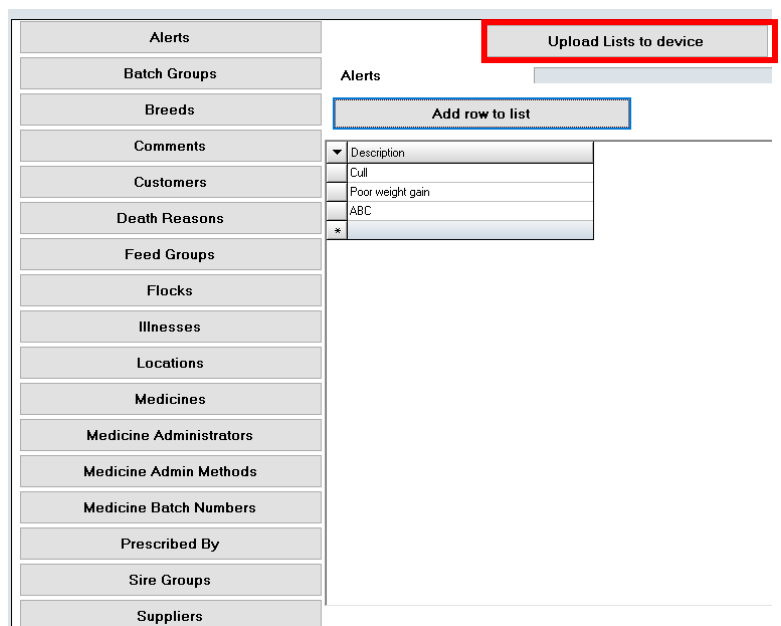 Alerts
Batch Groups
Breeds
Comments
Customers
Death Reasons
Feed Groups
Flocks
Illnesses
Locations
Medicines
Medicine Administrators
Medicine Admin Methods
Medicine Batch Numbers
Prescribed By
Sire Groups
Suppliers
Upload Lists to device
Alerts
Add row to list
Description
Cull
Poor weight gain
ABC
*